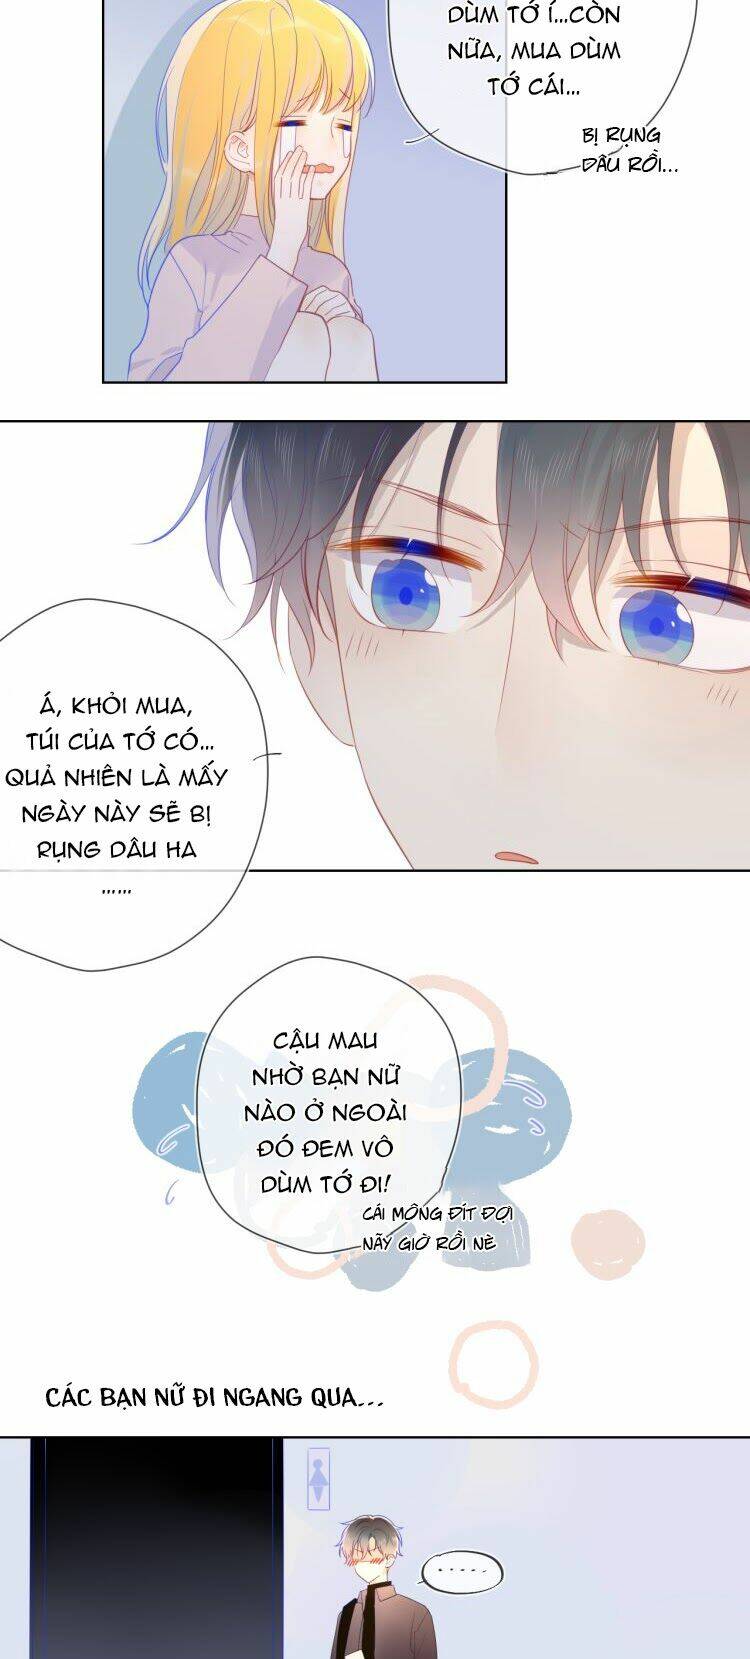 DÙM TỚ Í...CÒN
NỮA, MUA DÙM
TỚ CÁI...
BỊ RỤNG
DÂU RỒI...
Á, KHỎI MUA,
TÚI CỦA TỚ CÓ...
QUẢ NHIÊN LÀ MẤY
NGÀY NÀY SẼ BỊ
RỤNG DÂU HA
......
CẬU MAU
NHỜ BẠN NỮ
NÀO Ở NGOÀI
ĐÓ ĐEM VÔ
DÙM TỚ ĐI!
CÁI MÔNG ĐÍT ĐỢI
NÃY GIỜ RỒI NÈ
CÁC BẠN NỮ ĐI NGANG QUA...
.....